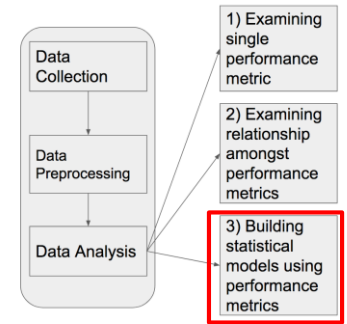 Data
Collection
Data
Preprocessing
Data Analysis
1) Examining
single
performance
metric
2) Examining
relationship
amongst
performance
metrics
3) Building
statistical
models using
performance
metrics